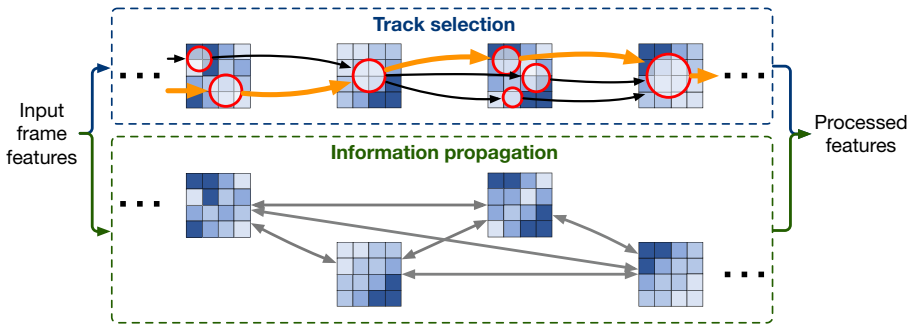 Track selection
Input
frame
features
Processed
features
Information propagation